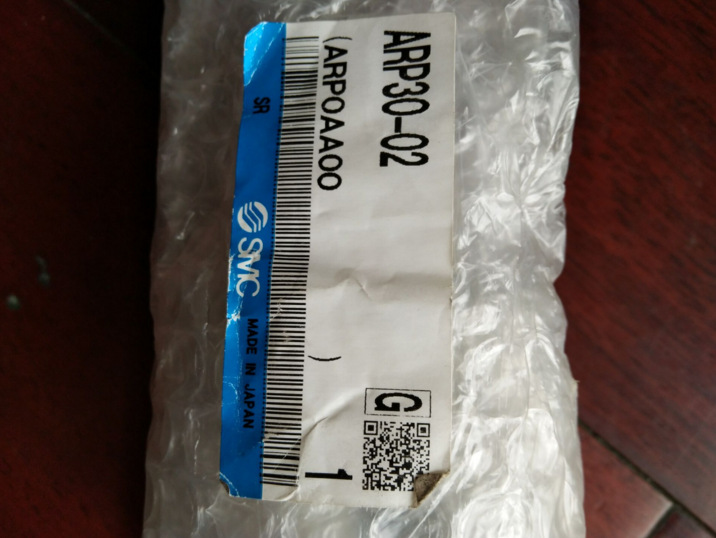 ARP30-02
(ARP0AA00 )
G
1
SR
SMC MADE IN JAPAN